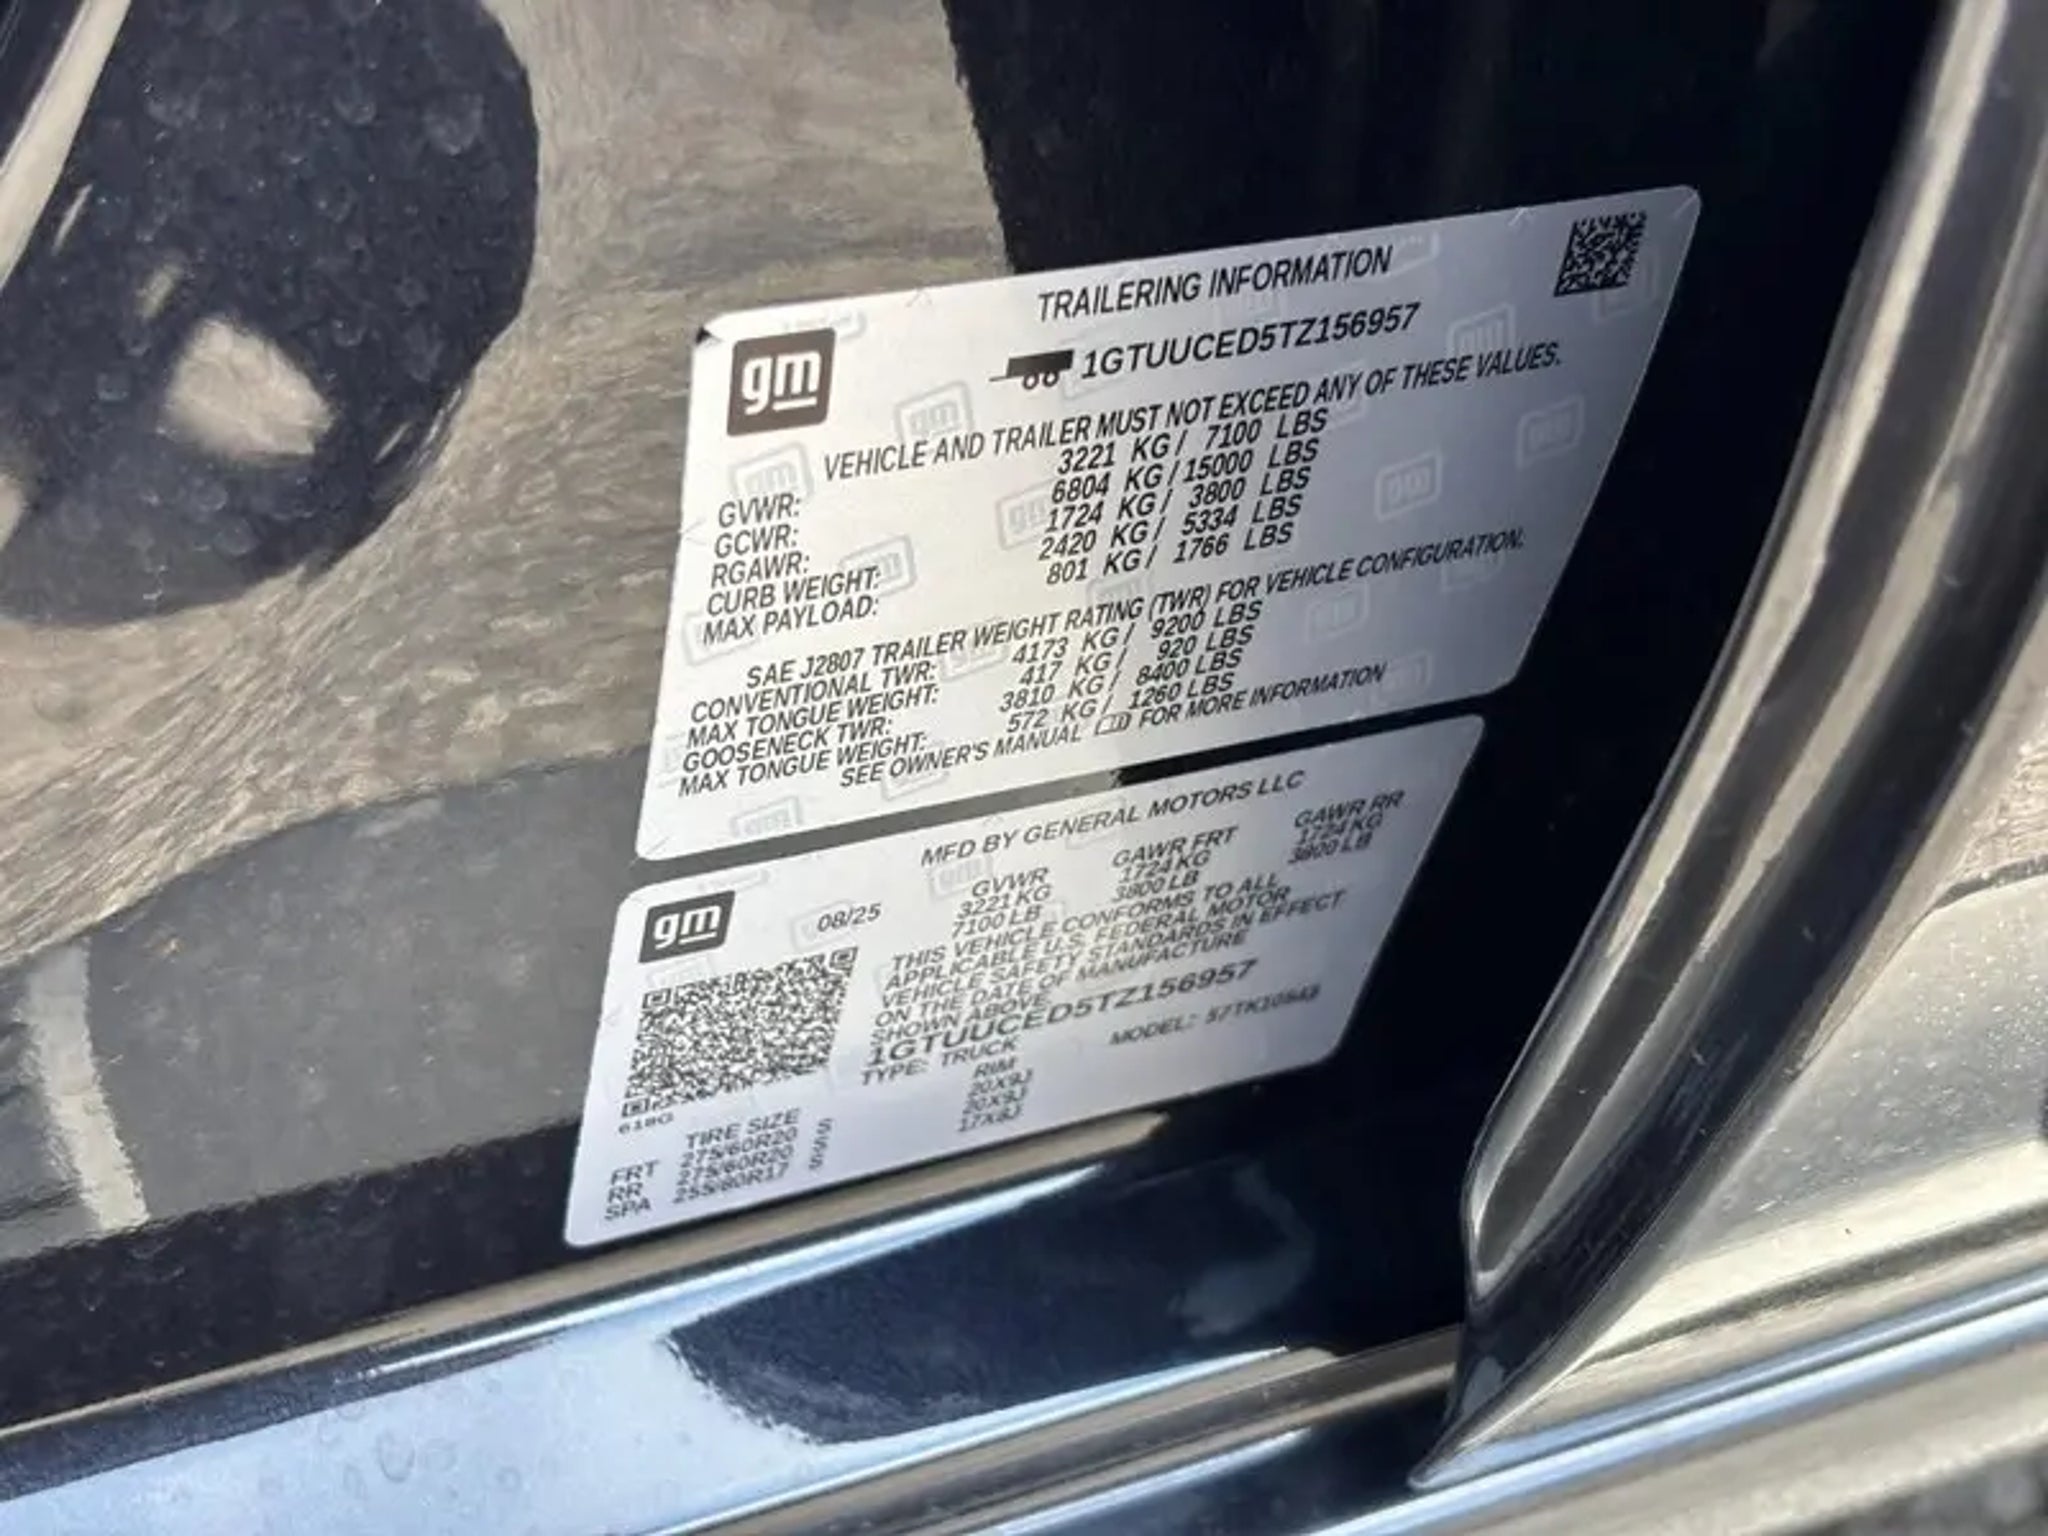 TRAILERING INFORMATION
gm
1GTUUCED5TZ156957
VEHICLE AND TRAILER MUST NOT EXCEED ANY OF THESE VALUES.
GVWR: 3221 KG / 7100 LBS
GCWR: 6804 KG / 15000 LBS
RGAWR: 1724 KG / 3800 LBS
CURB WEIGHT: 2420 KG / 5334 LBS
MAX PAYLOAD: 801 KG / 1766 LBS
SAE J2807 TRAILER WEIGHT RATING (TWR) FOR VEHICLE CONFIGURATION.
CONVENTIONAL TWR: 4173 KG / 9200 LBS
MAX TONGUE WEIGHT: 417 KG / 920 LBS
GOOSENECK TWR: 3810 KG / 8400 LBS
MAX TONGUE WEIGHT: 572 KG / 1260 LBS
SEE OWNER'S MANUAL FOR MORE INFORMATION
MFD BY GENERAL MOTORS LLC
gm
08/25
GVWR GAWR FRT GAWR RR
3221 KG 1724 KG 1724 KG
7100 LB 3800 LB 3800 LB
THIS VEHICLE CONFORMS TO ALL
APPLICABLE U.S. FEDERAL MOTOR
VEHICLE SAFETY STANDARDS IN EFFECT
ON THE DATE OF MANUFACTURE
SHOWN ABOVE.
1GTUUCED5TZ156957
TYPE: TRUCK MODEL: 57TK10543
618G
TIRE SIZE RIM
FRT 275/60R20 S 20X9J
RR 275/60R20 S 20X9J
SPA 255/80R17 S 17X8J